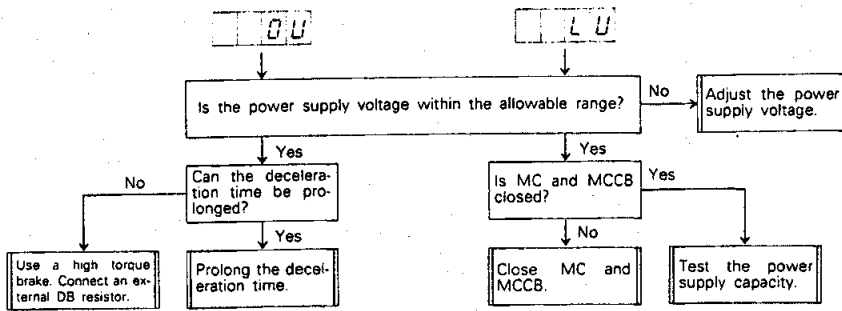 OU
LU
Is the power supply voltage within the allowable range?
No
Adjust the power
supply voltage.
Yes
Yes
No
Can the decelera-
tion time be pro-
longed?
Is MC and MCCB
closed?
Yes
Yes
No
Use a high torque
brake. Connect an ex-
ternal DB resistor.
Prolong the decel-
eration time.
Close MC and
MCCB.
Test the power
supply capacity.